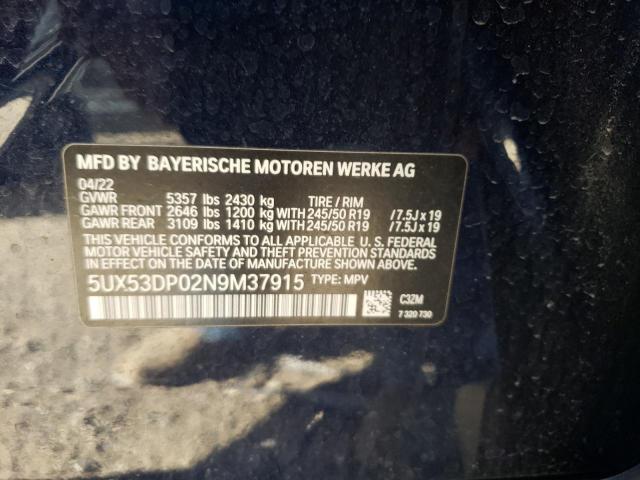 MFD BY BAYERISCHE MOTOREN WERKE AG
04/22
GVWR 5357 lbs 2430 kg TIRE / RIM
GAWR FRONT 2646 lbs 1200 kg WITH 245/50 R19 / 7.5J x 19
GAWR REAR 3109 lbs 1410 kg WITH 245/50 R19 / 7.5J x 19
THIS VEHICLE CONFORMS TO ALL APPLICABLE U. S. FEDERAL
MOTOR VEHICLE SAFETY, BUMPER, AND THEFT PREVENTION STANDARDS
IN EFFECT ON THE DATE OF MANUFACTURE SHOWN ABOVE.
5UX53DP02N9M37915 TYPE: MPV
C3ZM
7 320 730